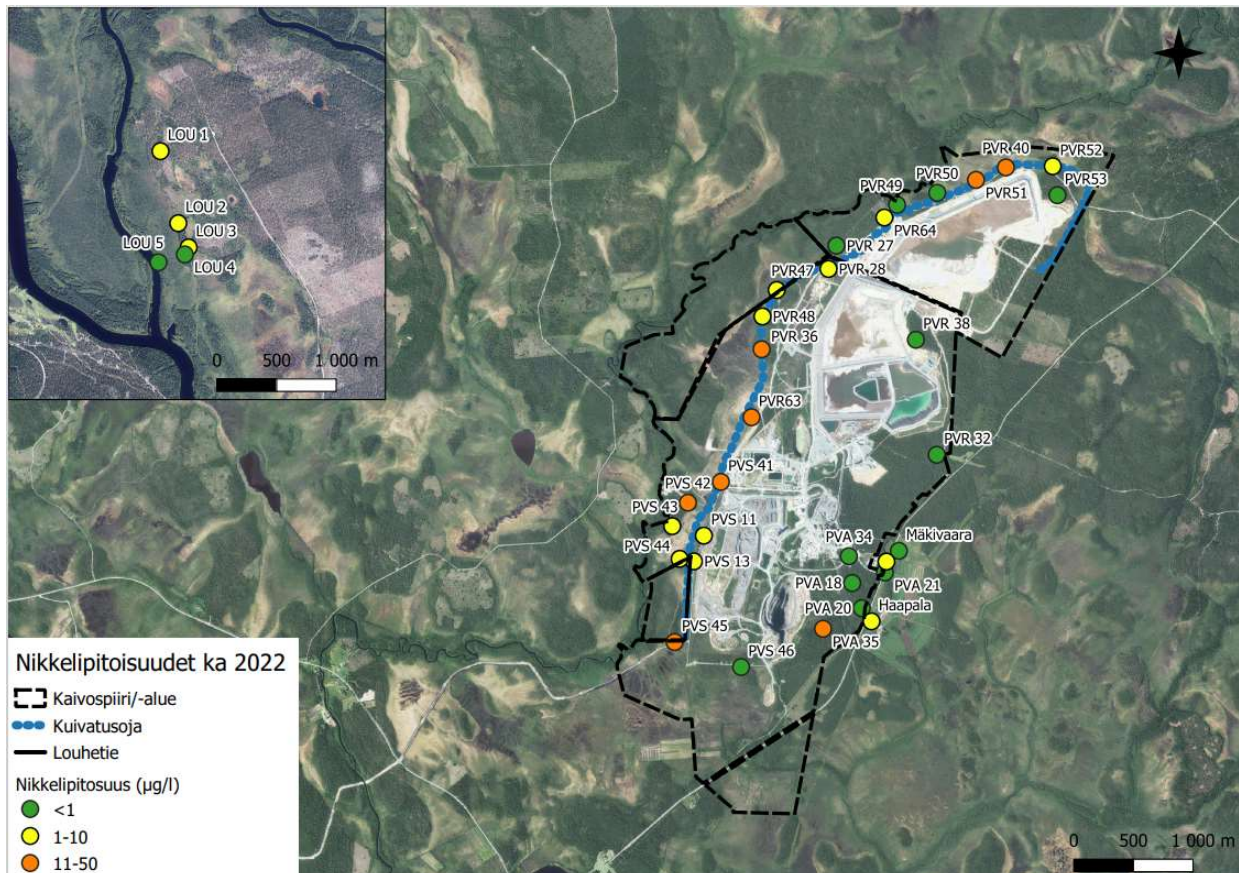 LOU 1
LOU 2
LOU 3
LOU 5
LOU 4
0 500 1 000 m
PVR 40
PVR52
PVR50
PVR53
PVR49
PVR51
PVR64
PVR 27
PVR47
PVR 28
PVR48
PVR 38
PVR 36
PVR63
PVR 32
PVS 41
PVS 42
PVS 43
PVS 11
PVS 44
PVS 13
PVA 34
Mäkivaara
PVA 18
PVA 21
PVA 20
Haapala
PVA 35
PVS 45
PVS 46
Nikkelipitoisuudet ka 2022
Kaivospiiri/-alue
Kuivatusoja
Louhetie
Nikkelipitosuus (µg/l)
<1
1-10
11-50
0 500 1 000 m